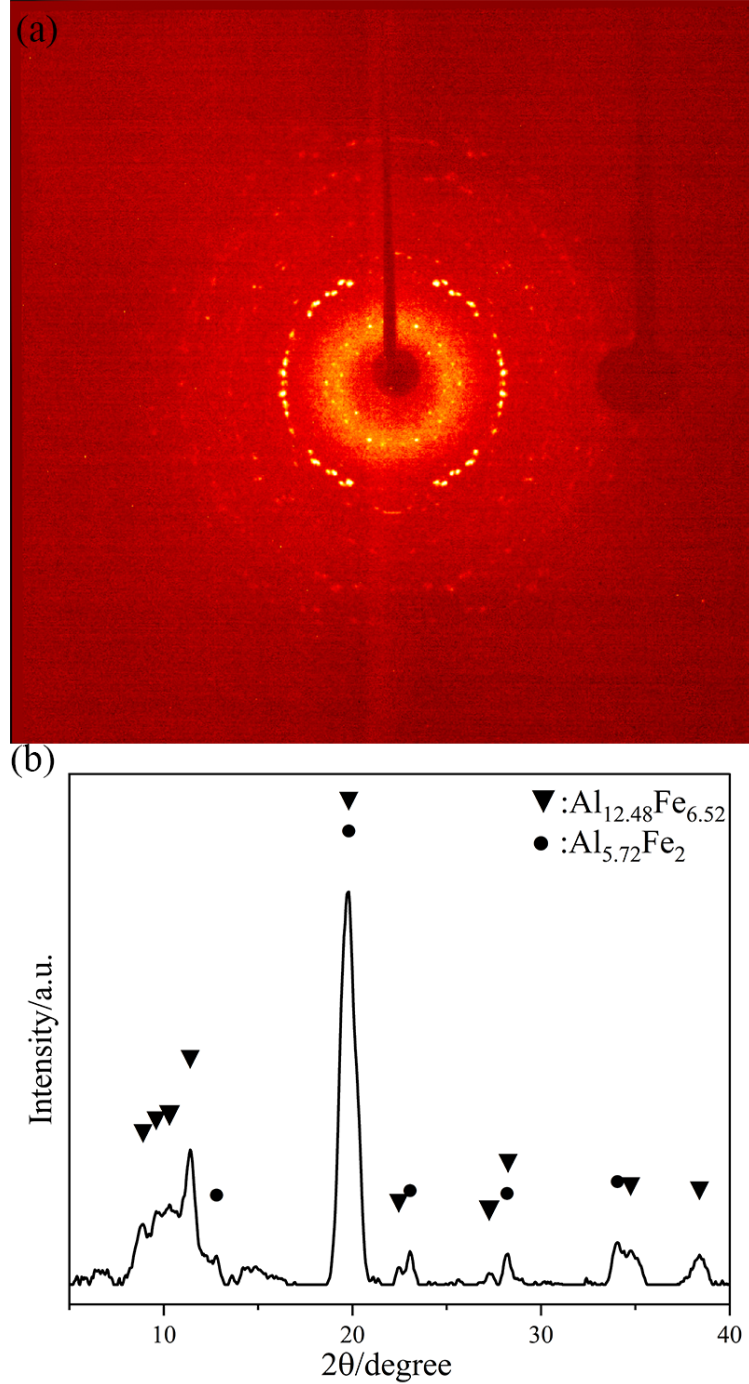 (a)
(b)
▼:Al₁₂.₄₈Fe₆.₅₂
●:Al₅.₇₂Fe₂
Intensity/a.u.
10 20 30 40
2θ/degree